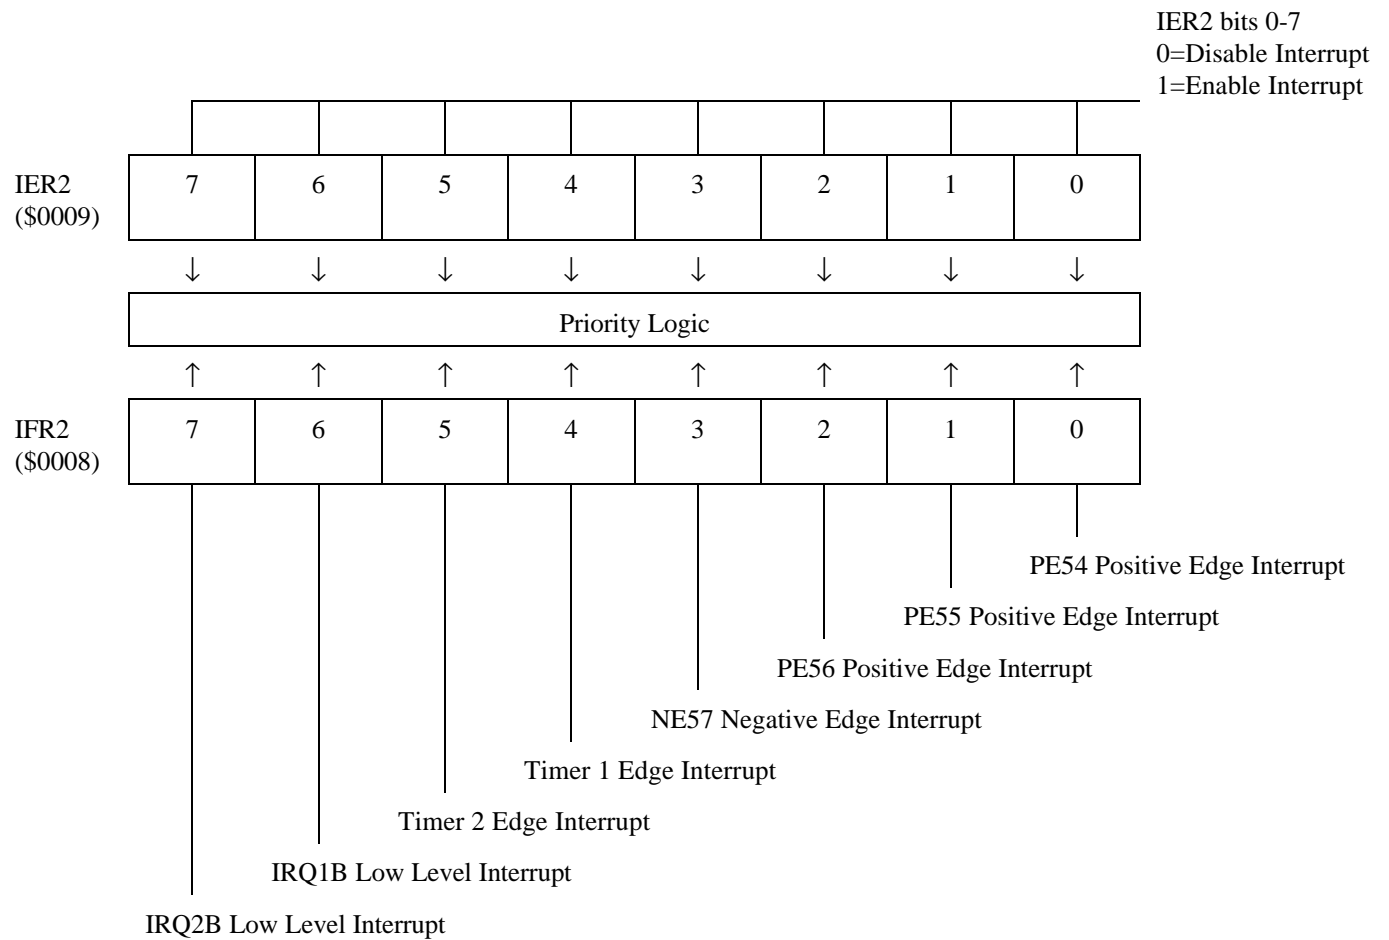 IER2 bits 0-7
0=Disable Interrupt
1=Enable Interrupt
IER2
($0009)
7 6 5 4 3 2 1 0
↓ ↓ ↓ ↓ ↓ ↓ ↓ ↓
Priority Logic
↑ ↑ ↑ ↑ ↑ ↑ ↑ ↑
IFR2
($0008)
7 6 5 4 3 2 1 0
PE54 Positive Edge Interrupt
PE55 Positive Edge Interrupt
PE56 Positive Edge Interrupt
NE57 Negative Edge Interrupt
Timer 1 Edge Interrupt
Timer 2 Edge Interrupt
IRQ1B Low Level Interrupt
IRQ2B Low Level Interrupt